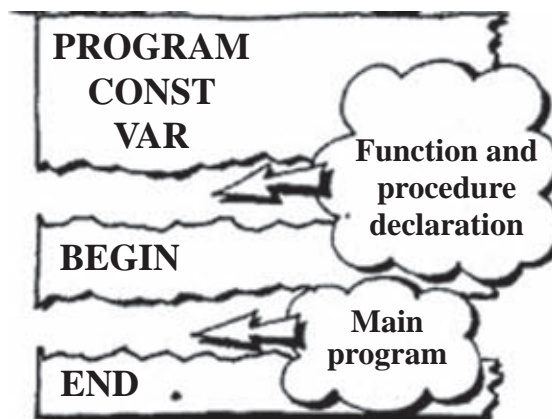 PROGRAM
CONST
VAR
Function and
procedure
declaration
BEGIN
Main
program
END